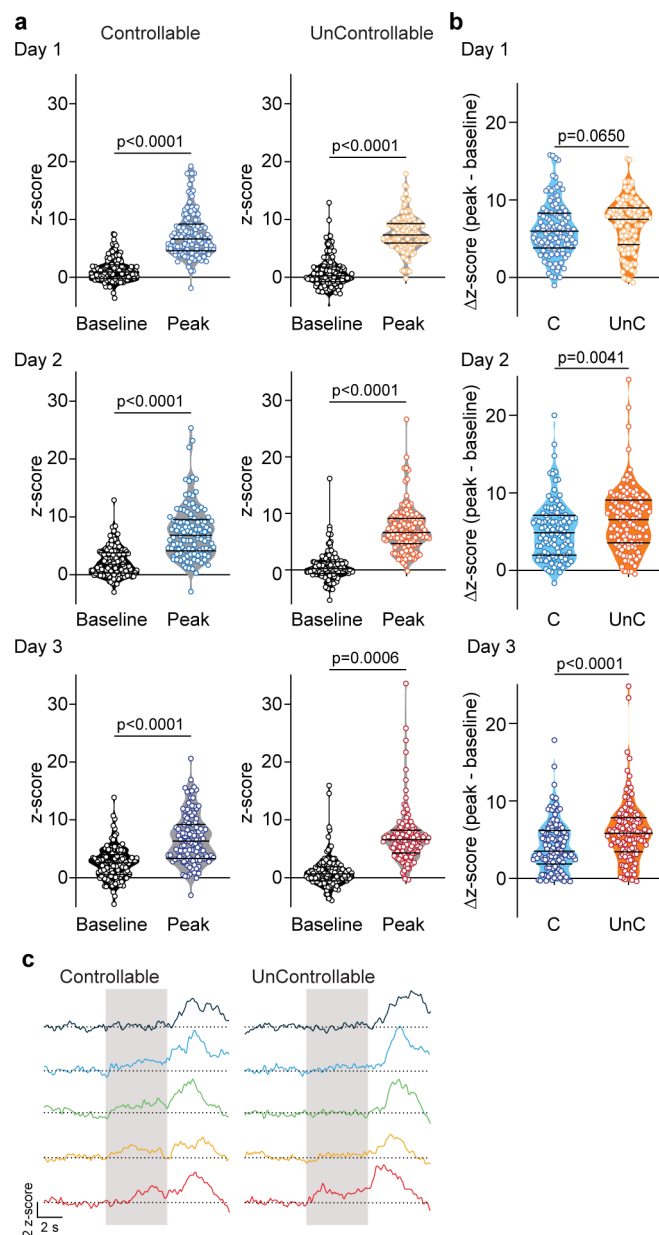 a
b
Controllable
UnControllable
Day 1
Day 1
z-score
30
20
10
0
p<0.0001
Baseline
Peak
z-score
30
20
10
0
p<0.0001
Baseline
Peak
Δz-score (peak - baseline)
20
10
0
p=0.0650
C
UnC
Day 2
Day 2
z-score
30
20
10
0
p<0.0001
Baseline
Peak
z-score
30
20
10
0
p<0.0001
Baseline
Peak
Δz-score (peak - baseline)
20
10
0
p=0.0041
C
UnC
Day 3
Day 3
z-score
30
20
10
0
p<0.0001
Baseline
Peak
z-score
30
20
10
0
p=0.0006
Baseline
Peak
Δz-score (peak - baseline)
20
10
0
p<0.0001
C
UnC
c
Controllable
UnControllable
2 z-score
2 s